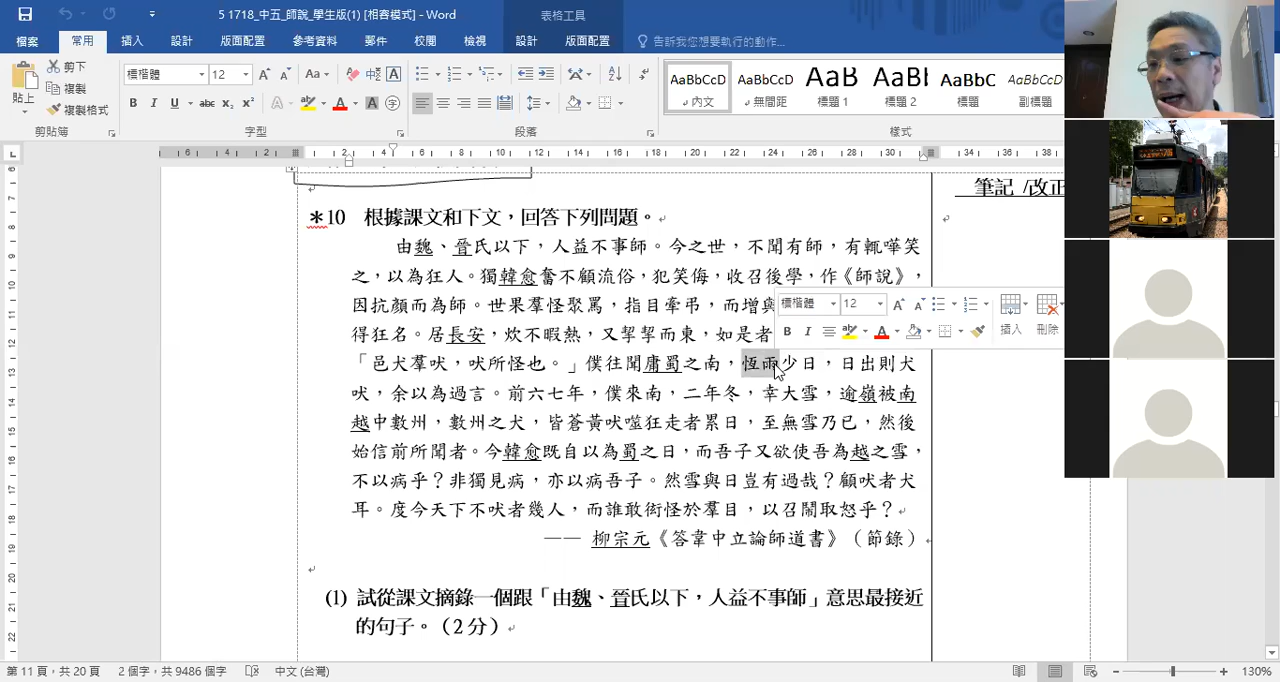 5 1718_中五_師說_學生版(1) [相容模式] - Word
表格工具
檔案 常用 插入 設計 版面配置 參考資料 郵件 校閱 檢視 設計 版面配置 告訴我您想要執行的動作...
剪下
複製
複製格式
貼上
標楷體 12
AaBbCcD AaBbCcD AaB AaBl AaBbC AaBbCcD
內文 無間距 標題 1 標題 2 標題 副標題
剪貼簿 字型 段落 樣式
筆記 /改正
＊10 根據課文和下文，回答下列問題。
由魏、晉氏以下，人益不事師。今之世，不聞有師，有輒嘩笑
之，以為狂人。獨韓愈奮不顧流俗，犯笑侮，收召後學，作《師說》，
因抗顏而為師。世果羣怪聚罵，指目牽弔，而增與
標楷體 12
插入 刪除
得狂名。居長安，炊不暇熟，又挈挈而東，如是者
「邑犬羣吠，吠所怪也。」僕往聞庸蜀之南，恆雨少日，日出則犬
吠，余以為過言。前六七年，僕來南，二年冬，幸大雪，逾嶺被南
越中數州，數州之犬，皆蒼黃吠噬狂走者累日，至無雪乃已，然後
始信前所聞者。今韓愈既自以為蜀之日，而吾子又欲使吾為越之雪，
不以病乎？非獨見病，亦以病吾子。然雪與日豈有過哉？顧吠者犬
耳。度今天下不吠者幾人，而誰敢衒怪於羣目，以召鬧取怒乎？
—— 柳宗元《答韋中立論師道書》（節錄）
(1) 試從課文摘錄一個跟「由魏、晉氏以下，人益不事師」意思最接近
的句子。（2 分）
第 11 頁，共 20 頁 2 個字，共 9486 個字 中文 (台灣) 130%